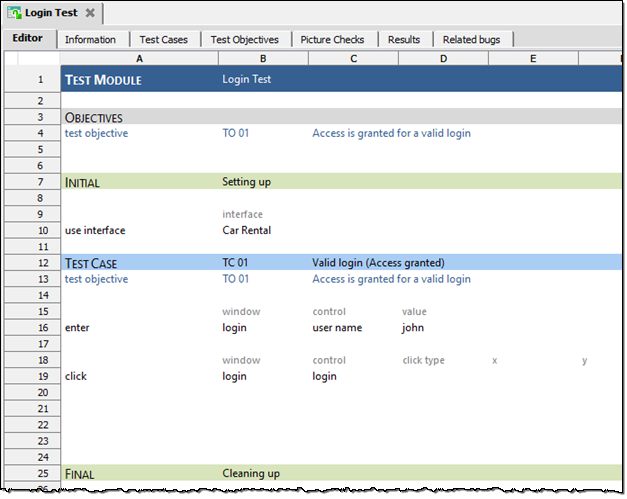 Login Test
Editor Information Test Cases Test Objectives Picture Checks Results Related bugs
A B C D E
1 TEST MODULE Login Test
2
3 OBJECTIVES
4 test objective TO 01 Access is granted for a valid login
5
6
7 INITIAL Setting up
8
9 interface
10 use interface Car Rental
11
12 TEST CASE TC 01 Valid login (Access granted)
13 test objective TO 01 Access is granted for a valid login
14
15 window control value
16 enter login user name john
17
18 window control click type x y
19 click login login
20
21
22
23
24
25 FINAL Cleaning up